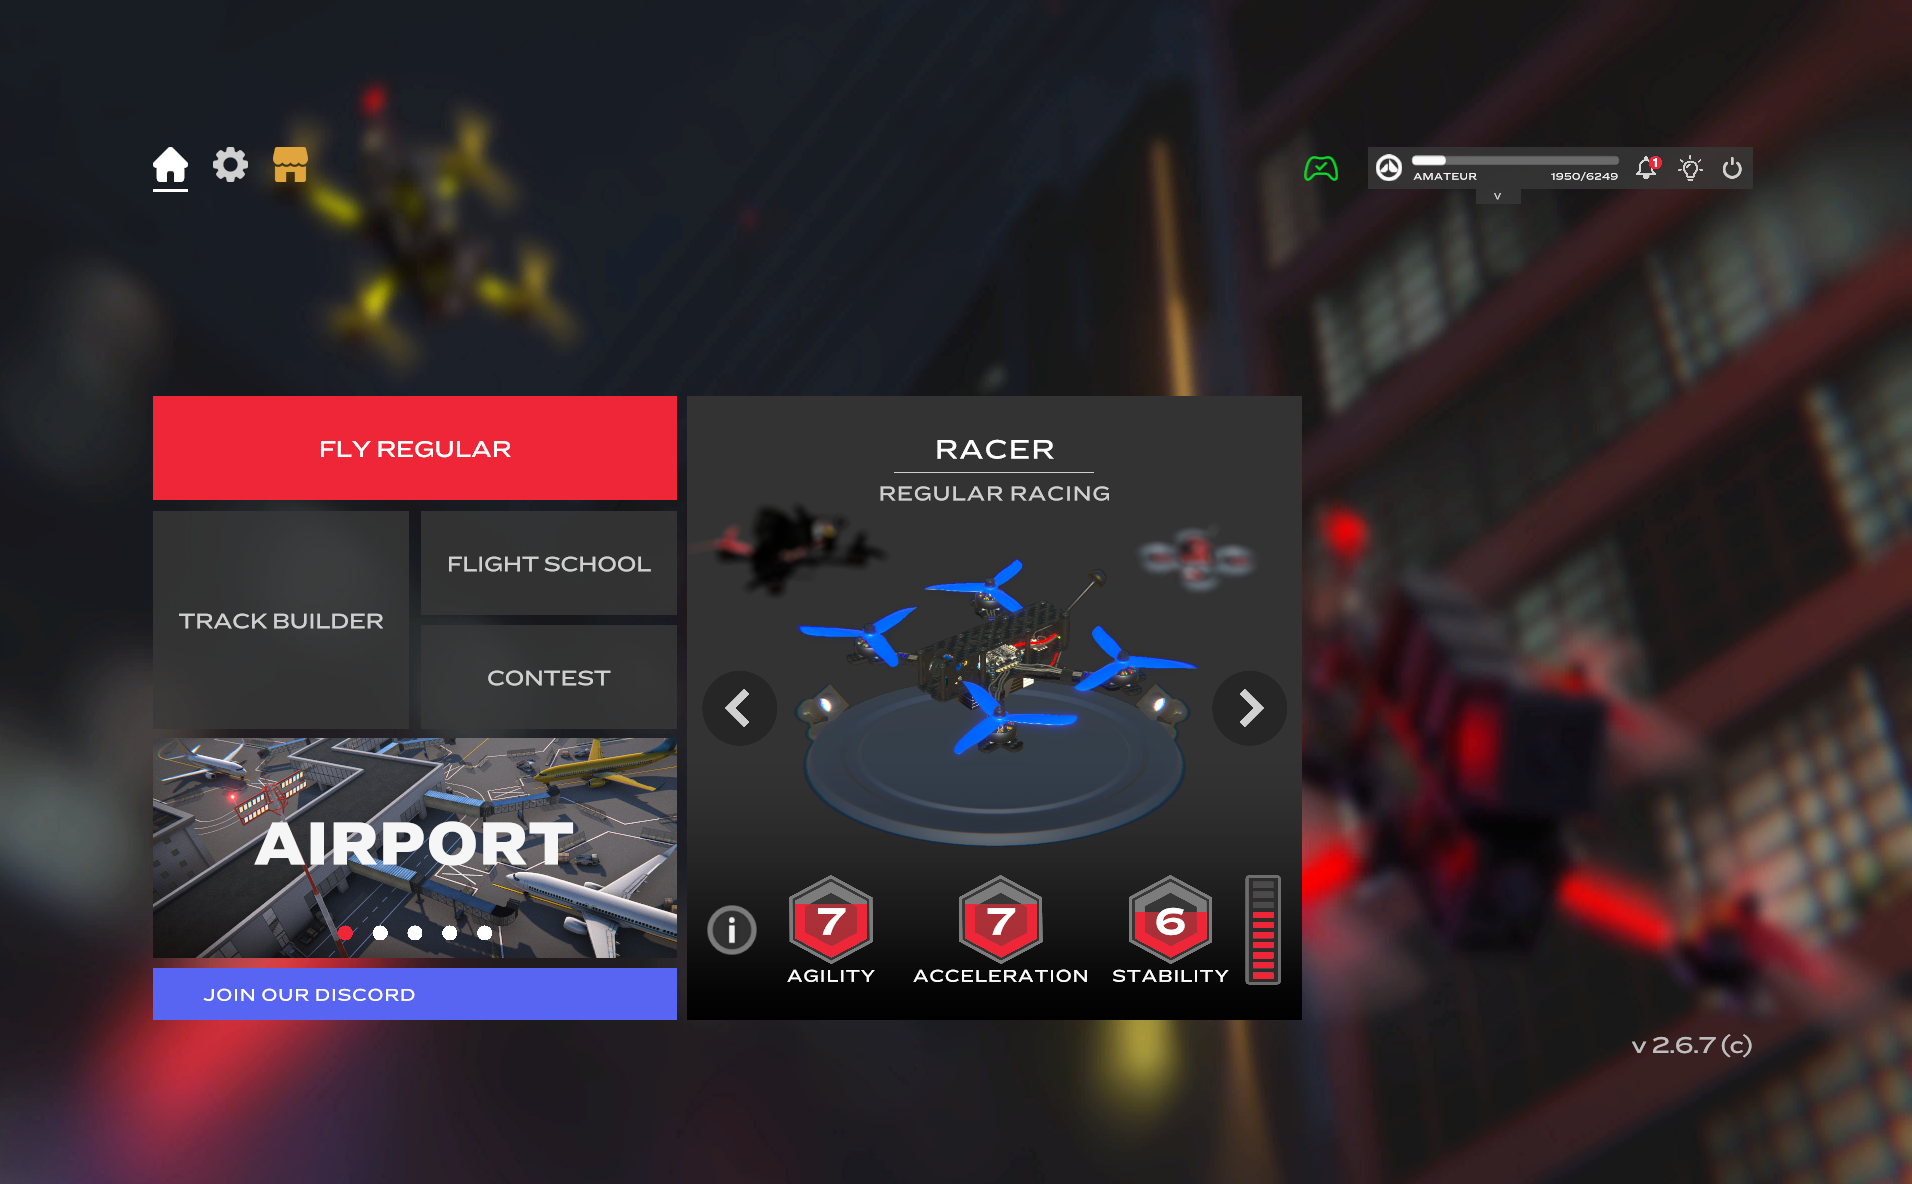 AMATEUR 1950/6249
1
v
FLY REGULAR
TRACK BUILDER
FLIGHT SCHOOL
CONTEST
AIRPORT
JOIN OUR DISCORD
RACER
REGULAR RACING
i
7
AGILITY
7
ACCELERATION
6
STABILITY
v 2.6.7 (c)